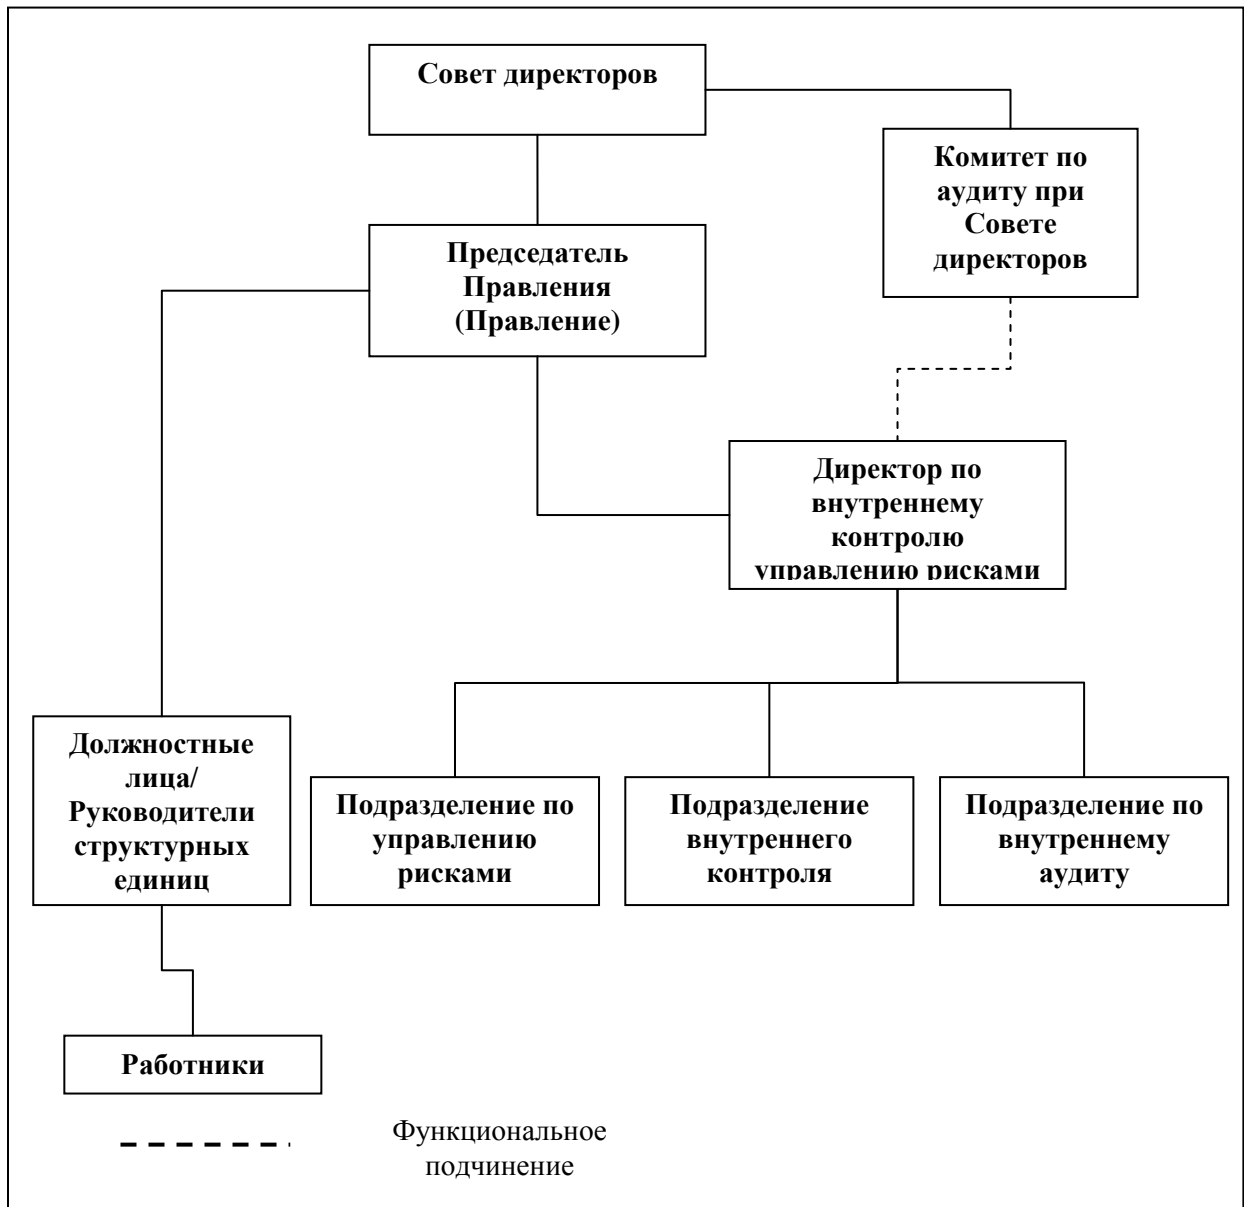 Совет директоров
Комитет по
аудиту при
Совете
директоров
Председатель
Правления
(Правление)
Директор по
внутреннему
контролю
управлению рисками
Должностные
лица/
Руководители
структурных
единиц
Подразделение по
управлению
рисками
Подразделение
внутреннего
контроля
Подразделение по
внутреннему
аудиту
Работники
Функциональное
подчинение